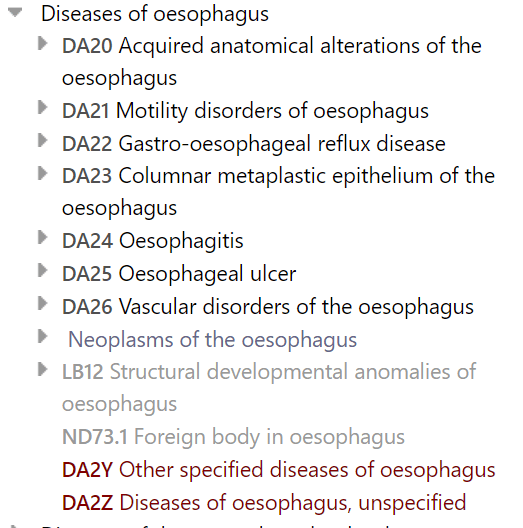 Diseases of oesophagus
DA20 Acquired anatomical alterations of the
oesophagus
DA21 Motility disorders of oesophagus
DA22 Gastro-oesophageal reflux disease
DA23 Columnar metaplastic epithelium of the
oesophagus
DA24 Oesophagitis
DA25 Oesophageal ulcer
DA26 Vascular disorders of the oesophagus
Neoplasms of the oesophagus
LB12 Structural developmental anomalies of
oesophagus
ND73.1 Foreign body in oesophagus
DA2Y Other specified diseases of oesophagus
DA2Z Diseases of oesophagus, unspecified